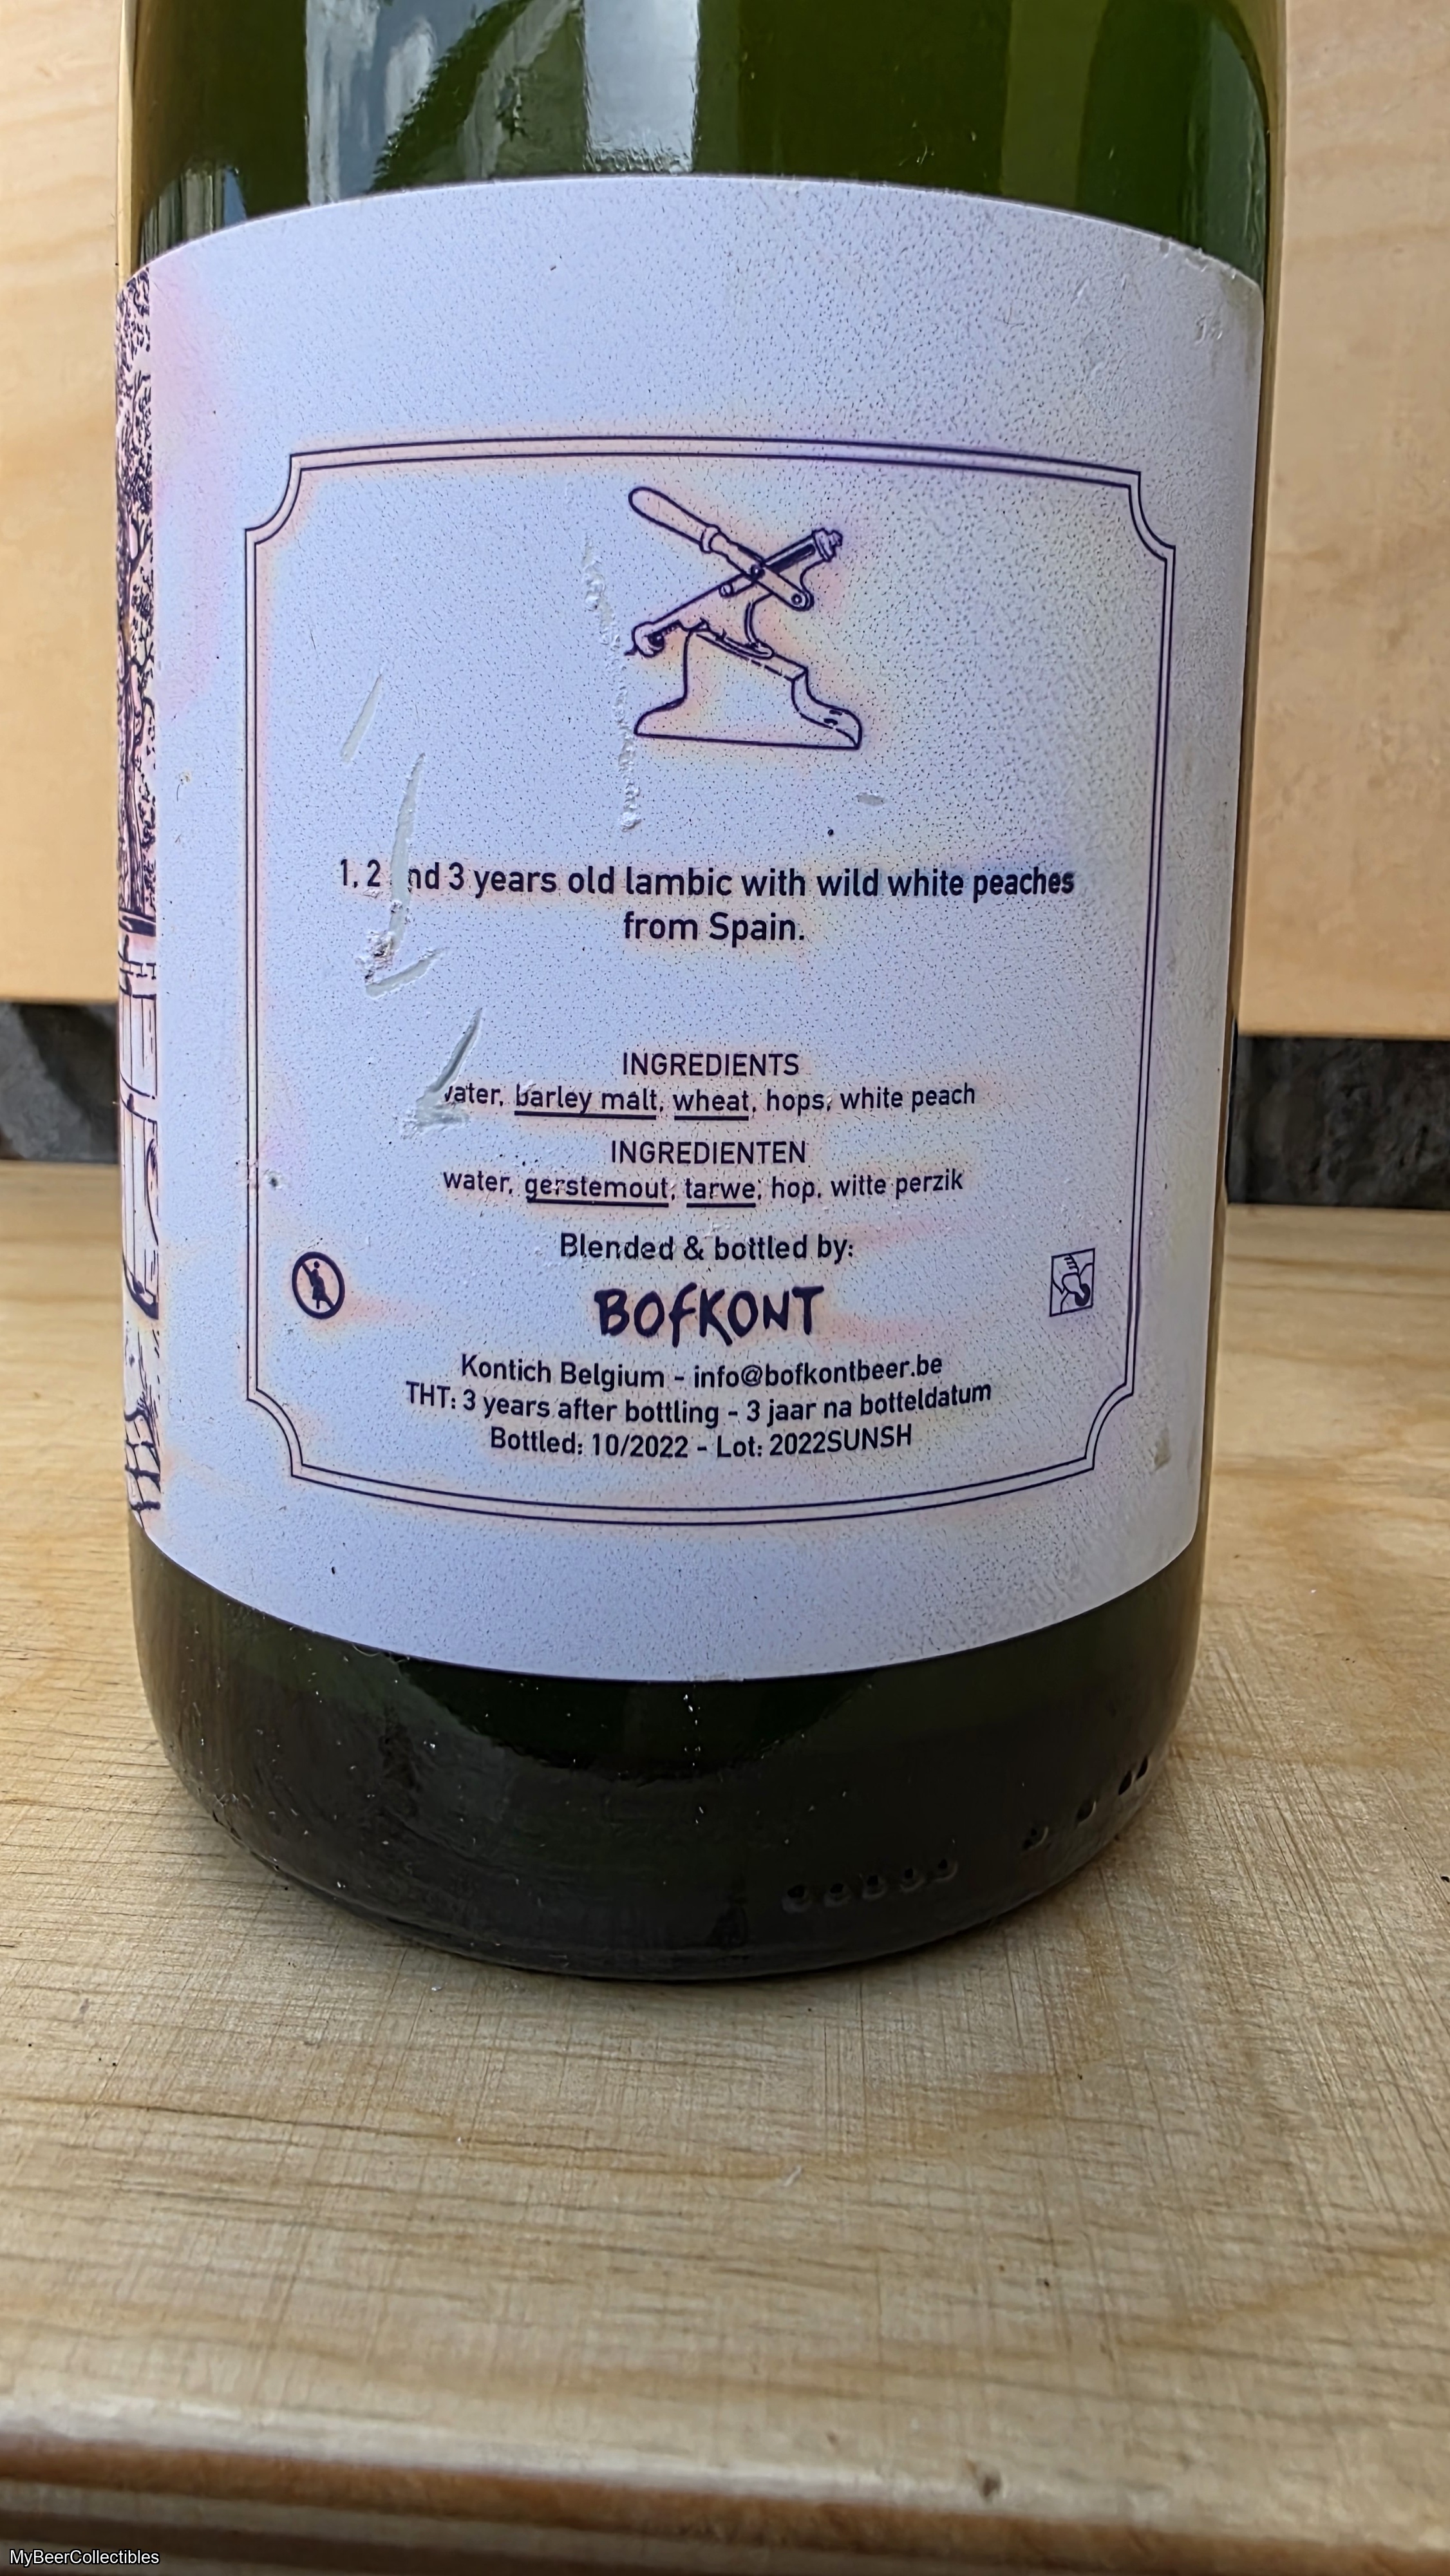 1, 2 nd 3 years old lambic with wild white peaches
from Spain.
INGREDIENTS
ater, barley malt, wheat, hops, white peach
INGREDIENTEN
water, gerstemout, tarwe, hop, witte perzik
Blended & bottled by:
BOfKONT
Kontich Belgium - info@bofkontbeer.be
THT: 3 years after bottling - 3 jaar na botteldatum
Bottled: 10/2022 - Lot: 2022SUNSH
MyBeerCollectibles